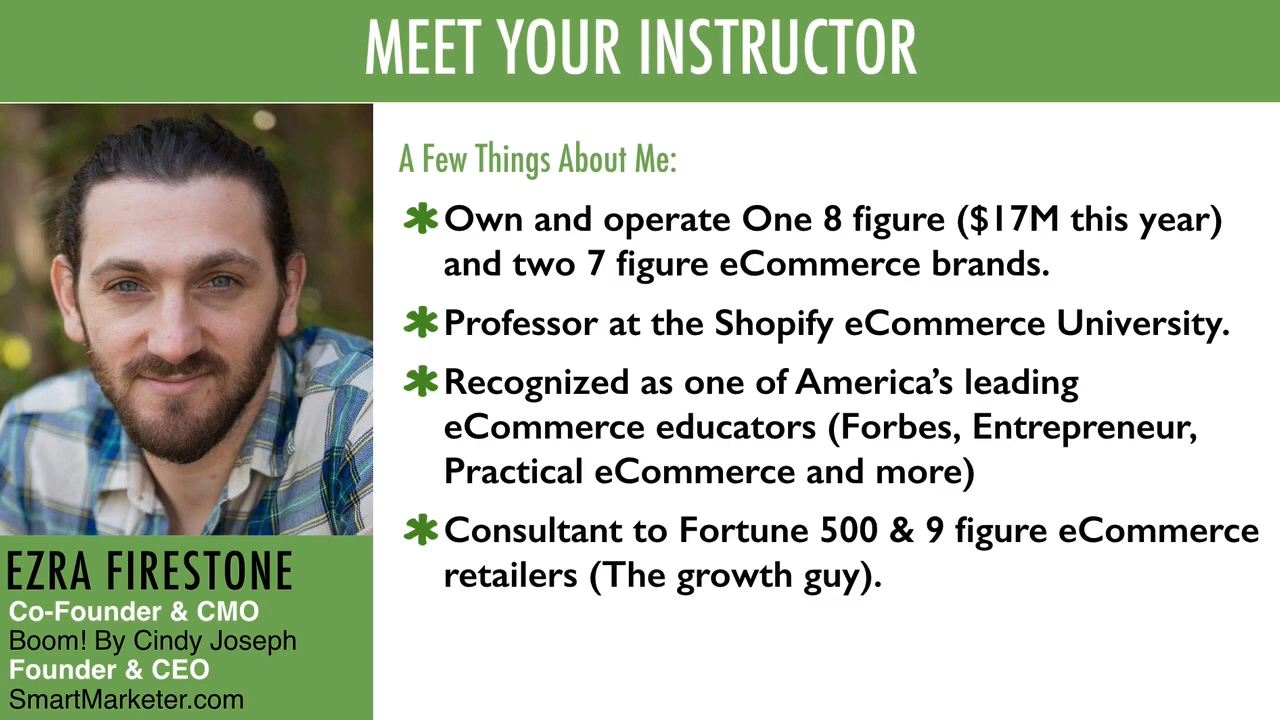 MEET YOUR INSTRUCTOR
A Few Things About Me:
✱ Own and operate One 8 figure ($17M this year)
and two 7 figure eCommerce brands.
✱ Professor at the Shopify eCommerce University.
✱ Recognized as one of America’s leading
eCommerce educators (Forbes, Entrepreneur,
Practical eCommerce and more)
✱ Consultant to Fortune 500 & 9 figure eCommerce
retailers (The growth guy).
EZRA FIRESTONE
Co-Founder & CMO
Boom! By Cindy Joseph
Founder & CEO
SmartMarketer.com